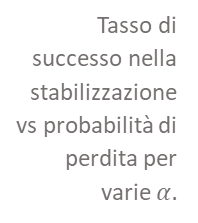 Tasso di
successo nella
stabilizzazione
vs probabilità di
perdita per
varie 𝛼.